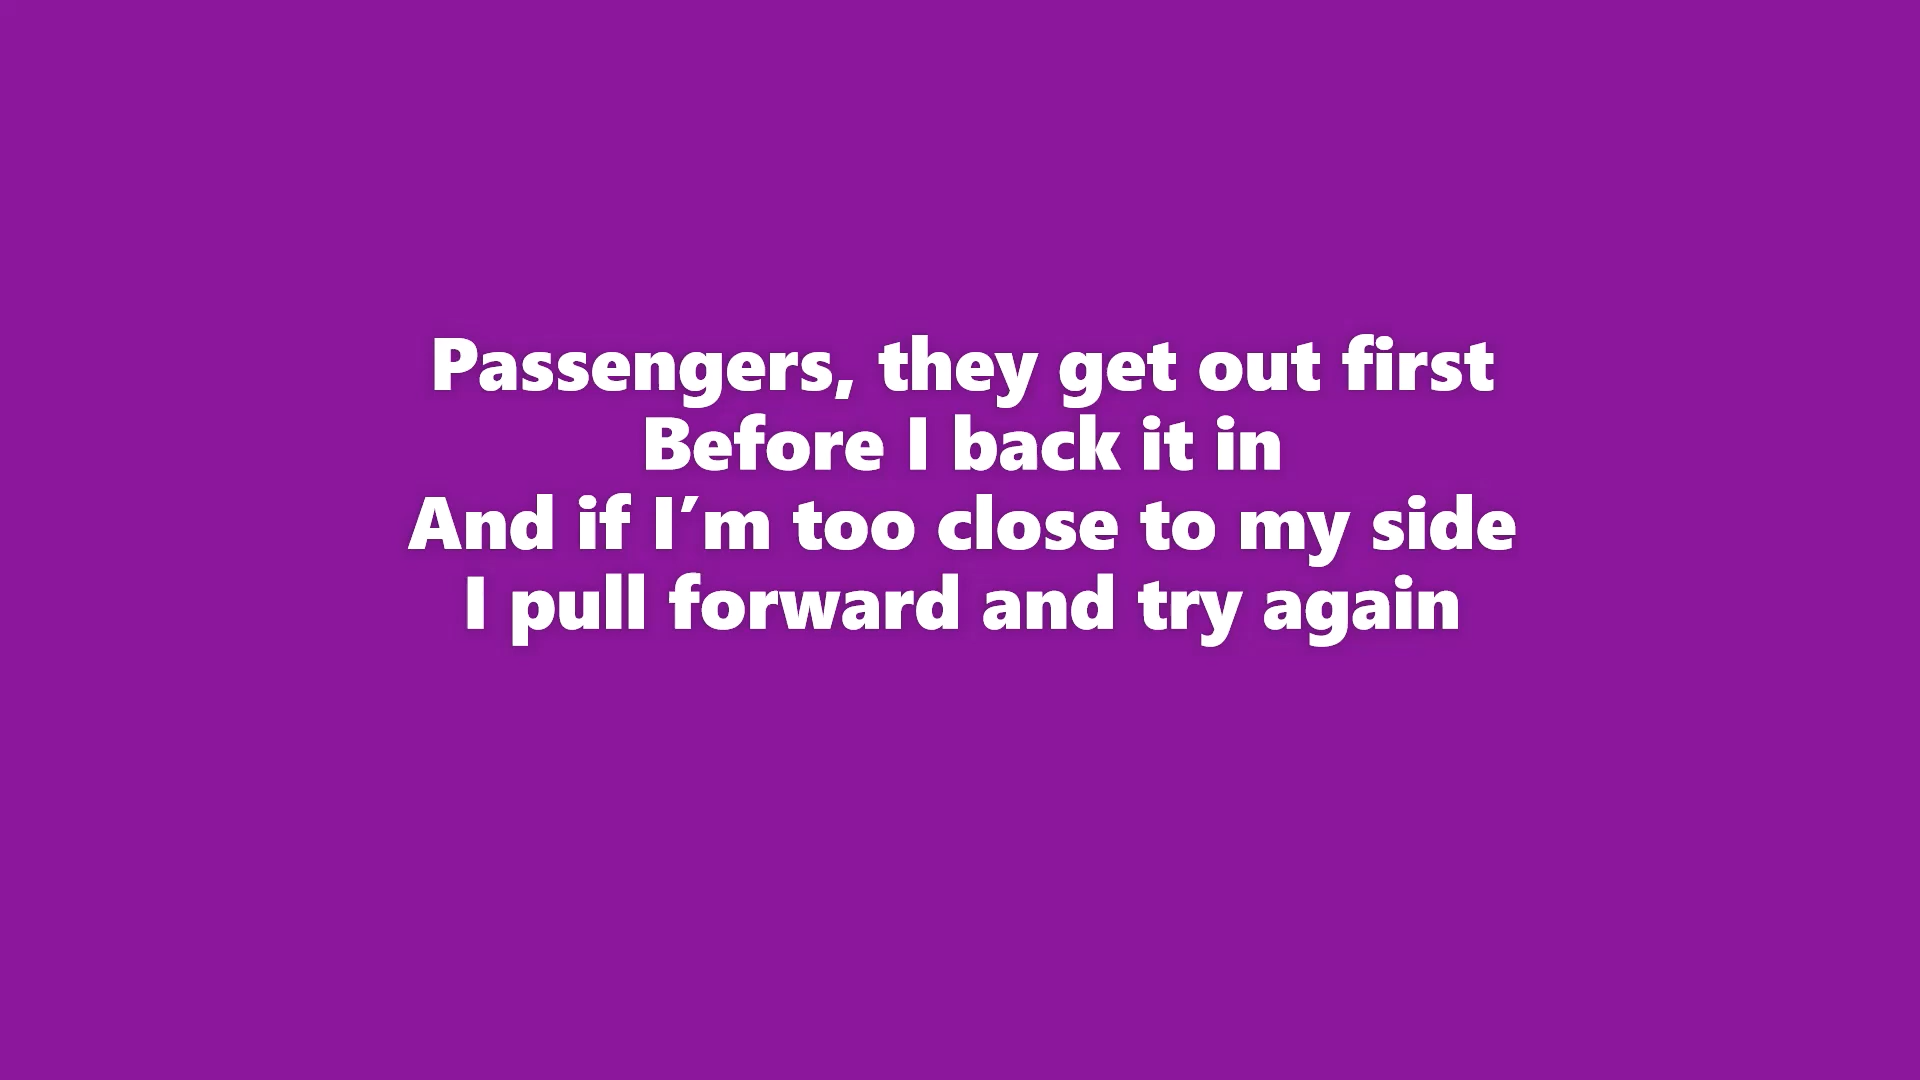 Passengers, they get out first
Before I back it in
And if I’m too close to my side
I pull forward and try again